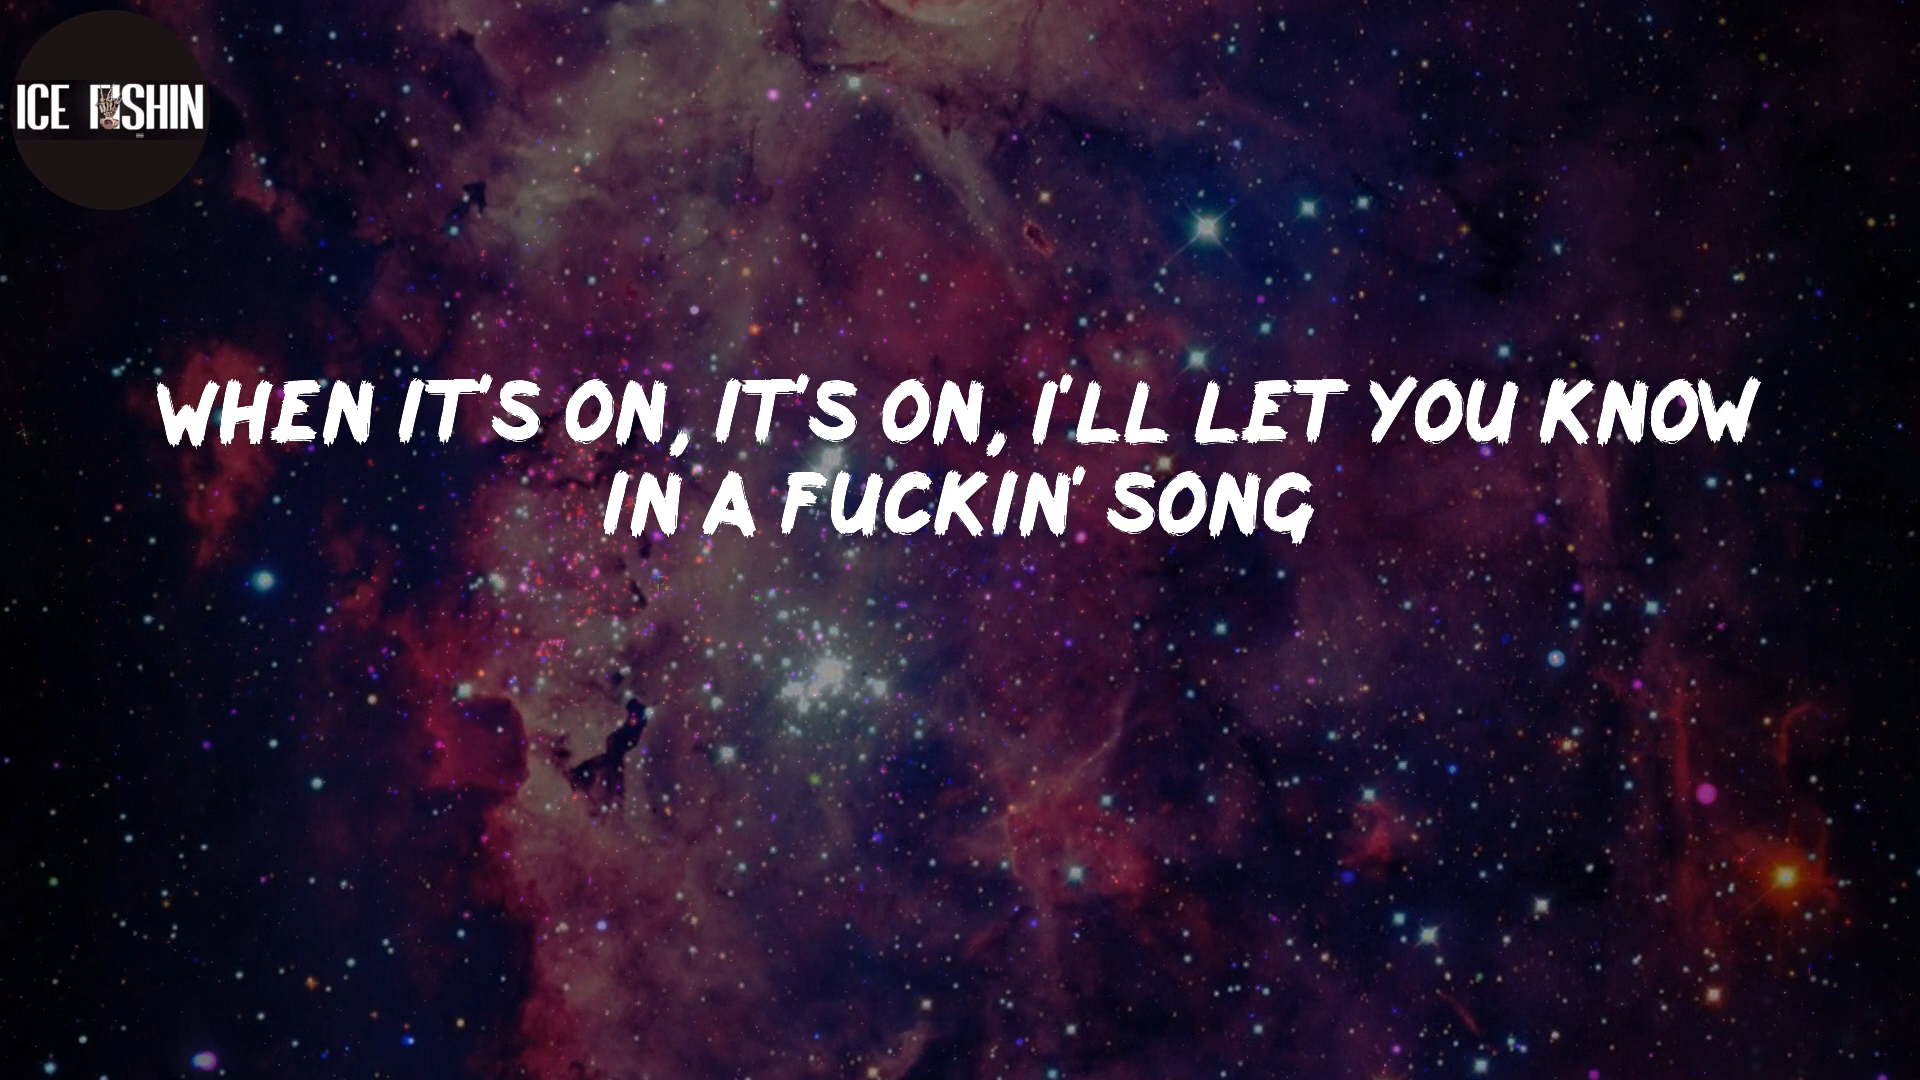 ICE FISHIN
WHEN IT'S ON, IT'S ON, I'LL LET YOU KNOW
IN A FUCKIN' SONG